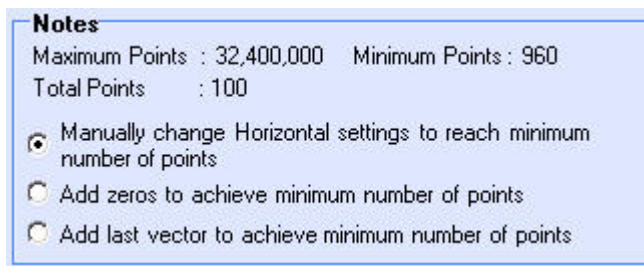 Notes
Maximum Points : 32,400,000 Minimum Points : 960
Total Points : 100
Manually change Horizontal settings to reach minimum
number of points
Add zeros to achieve minimum number of points
Add last vector to achieve minimum number of points